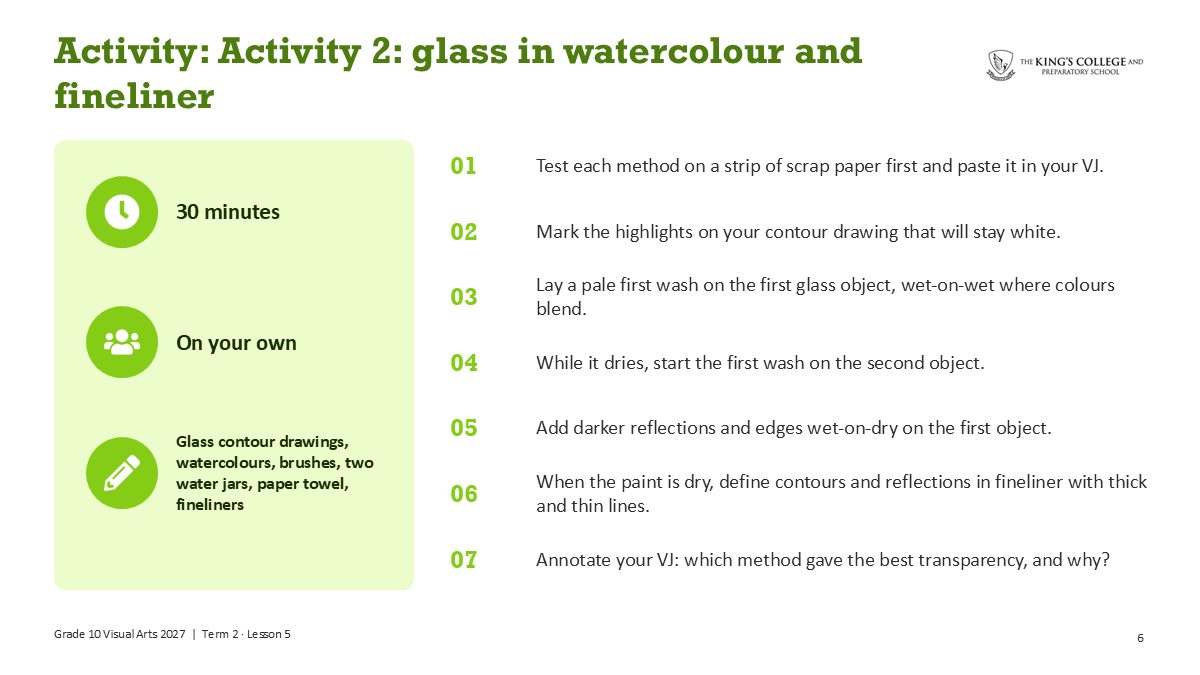 Activity: Activity 2: glass in watercolour and
fineliner
THE KING'S COLLEGE AND
PREPARATORY SCHOOL
30 minutes
On your own
Glass contour drawings,
watercolours, brushes, two
water jars, paper towel,
fineliners
01
Test each method on a strip of scrap paper first and paste it in your VJ.
02
Mark the highlights on your contour drawing that will stay white.
03
Lay a pale first wash on the first glass object, wet-on-wet where colours
blend.
04
While it dries, start the first wash on the second object.
05
Add darker reflections and edges wet-on-dry on the first object.
06
When the paint is dry, define contours and reflections in fineliner with thick
and thin lines.
07
Annotate your VJ: which method gave the best transparency, and why?
Grade 10 Visual Arts 2027 | Term 2 · Lesson 5
6